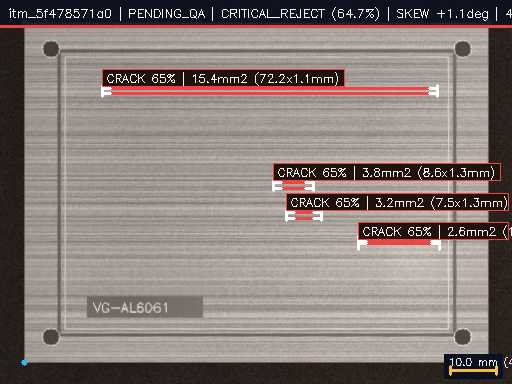 itm_5f478571a0 | PENDING_QA | CRITICAL_REJECT (64.7%) | SKEW +1.1deg | 4
CRACK 65% | 15.4mm2 (72.2x1.1mm)
CRACK 65% | 3.8mm2 (8.6x1.3mm)
CRACK 65% | 3.2mm2 (7.5x1.3mm)
CRACK 65% | 2.6mm2 (1
VG-AL6061
10.0 mm (4